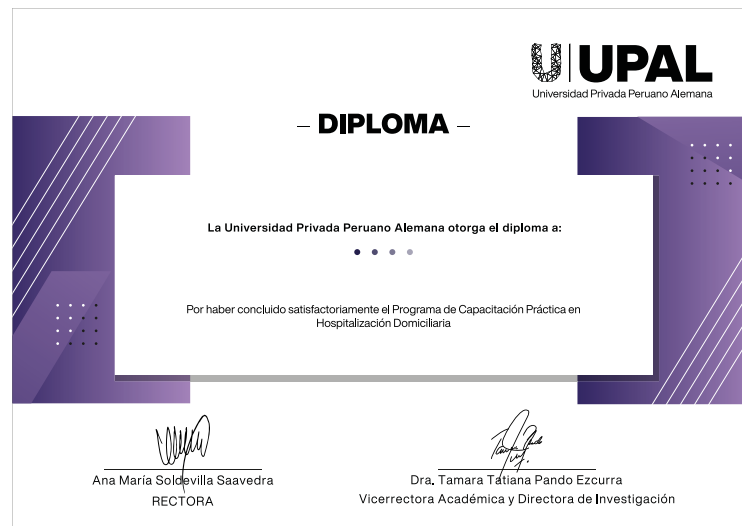 UPAL
Universidad Privada Peruano Alemana
– DIPLOMA –
La Universidad Privada Peruano Alemana otorga el diploma a:
Por haber concluido satisfactoriamente el Programa de Capacitación Práctica en
Hospitalización Domiciliaria
Ana María Soldevilla Saavedra
RECTORA
Dra. Tamara Tatiana Pando Ezcurra
Vicerrectora Académica y Directora de Investigación